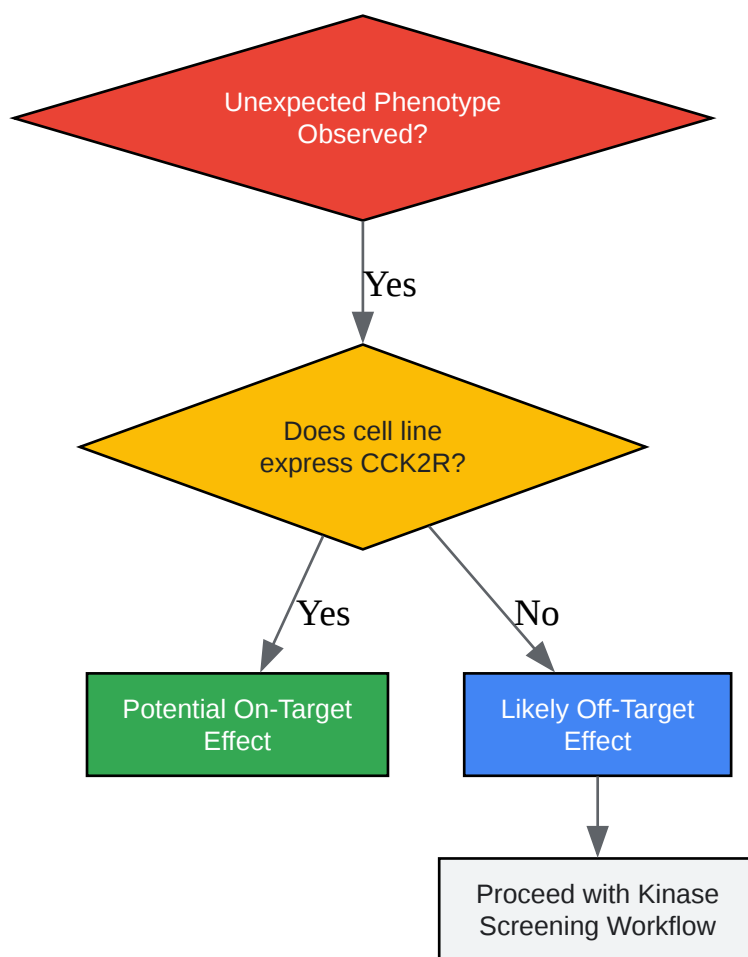 Unexpected Phenotype
Observed?
Yes
Does cell line
express CCK2R?
Yes
No
Potential On-Target
Effect
Likely Off-Target
Effect
Proceed with Kinase
Screening Workflow